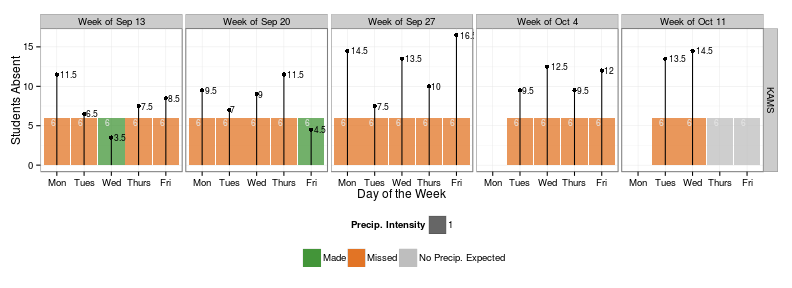 Week of Sep 13 Week of Sep 20 Week of Sep 27 Week of Oct 4 Week of Oct 11
Students Absent
15
10
5
0
11.5 6.5 3.5 7.5 8.5
6 6 6 6 6
9.5 7 9 11.5 4.5
6 6 6 6 6
14.5 7.5 13.5 10 16.5
6 6 6 6 6
9.5 12.5 9.5 12
6 6 6 6
13.5 14.5
6 6 6 6
KAMS
Mon Tues Wed Thurs Fri Mon Tues Wed Thurs Fri Mon Tues Wed Thurs Fri Mon Tues Wed Thurs Fri Mon Tues Wed Thurs Fri
Day of the Week
Precip. Intensity 1
Made Missed No Precip. Expected